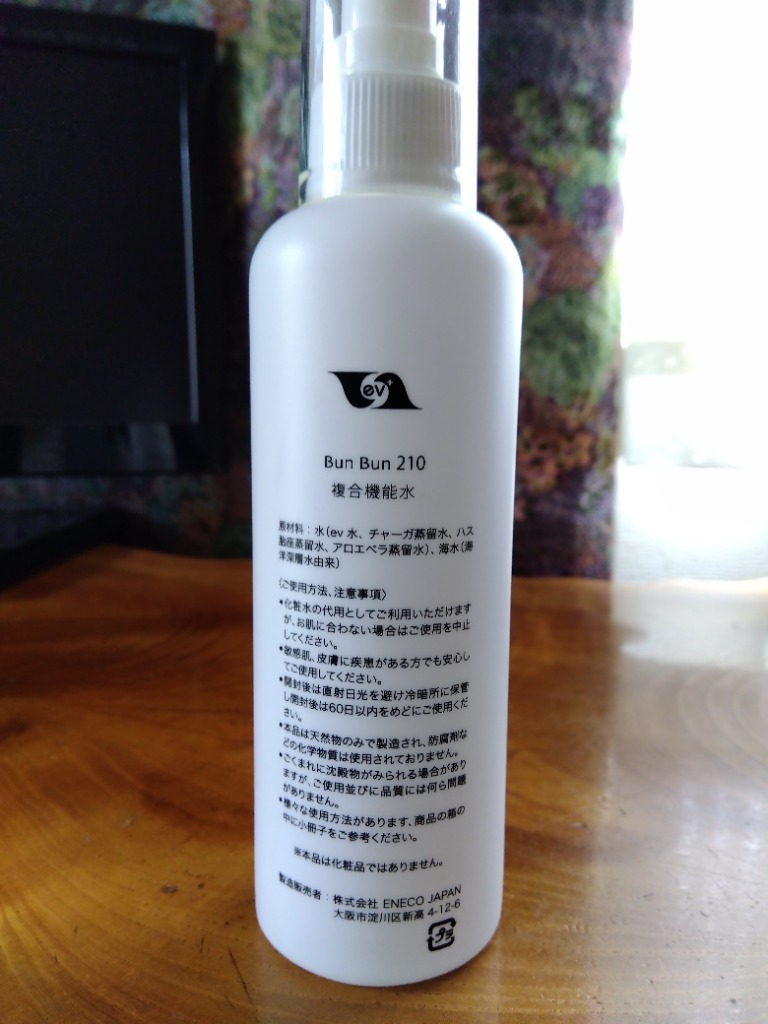 ev+
Bun Bun 210
複合機能水
原材料：水（ev 水、チャーガ蒸留水、ハス
胎座蒸留水、アロエベラ蒸留水）、海水（海
洋深層水由来）
〈ご使用方法、注意事項〉
•化粧水の代用としてご利用いただけます
が、お肌に合わない場合はご使用を中止
してください。
•敏感肌、皮膚に疾患がある方でも安心し
てご使用してください。
•開封後は直射日光を避け冷暗所に保管
し開封後は60日以内をめどにご使用くだ
さい。
•本品は天然物のみで製造され、防腐剤な
どの化学物質は使用されておりません。
•ごくまれに沈殿物がみられる場合があり
ますが、ご使用並びに品質には何ら問題
がありません。
•様々な使用方法があります、商品の箱の
中に小冊子をご参考ください。
※本品は化粧品ではありません。
製造販売者：株式会社 ENECO JAPAN
大阪市淀川区新高 4-12-6
プラ